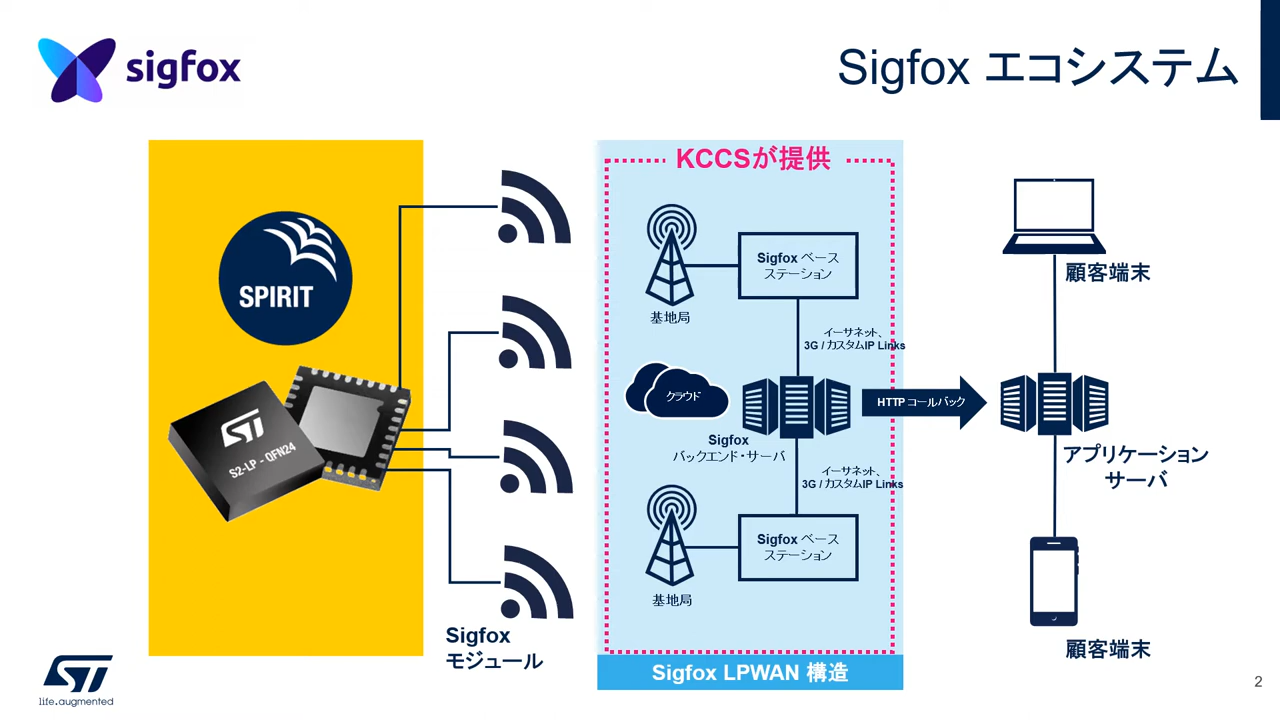 sigfox
Sigfox エコシステム
SPIRIT
ST
S2-LP - QFN24
Sigfox
モジュール
KCCSが提供
基地局
Sigfox ベース
ステーション
イーサネット、
3G / カスタムIP Links
クラウド
Sigfox
バックエンド・サーバ
HTTP コールバック
イーサネット、
3G / カスタムIP Links
Sigfox ベース
ステーション
基地局
Sigfox LPWAN 構造
顧客端末
アプリケーション
サーバ
顧客端末
ST
life.augmented
2